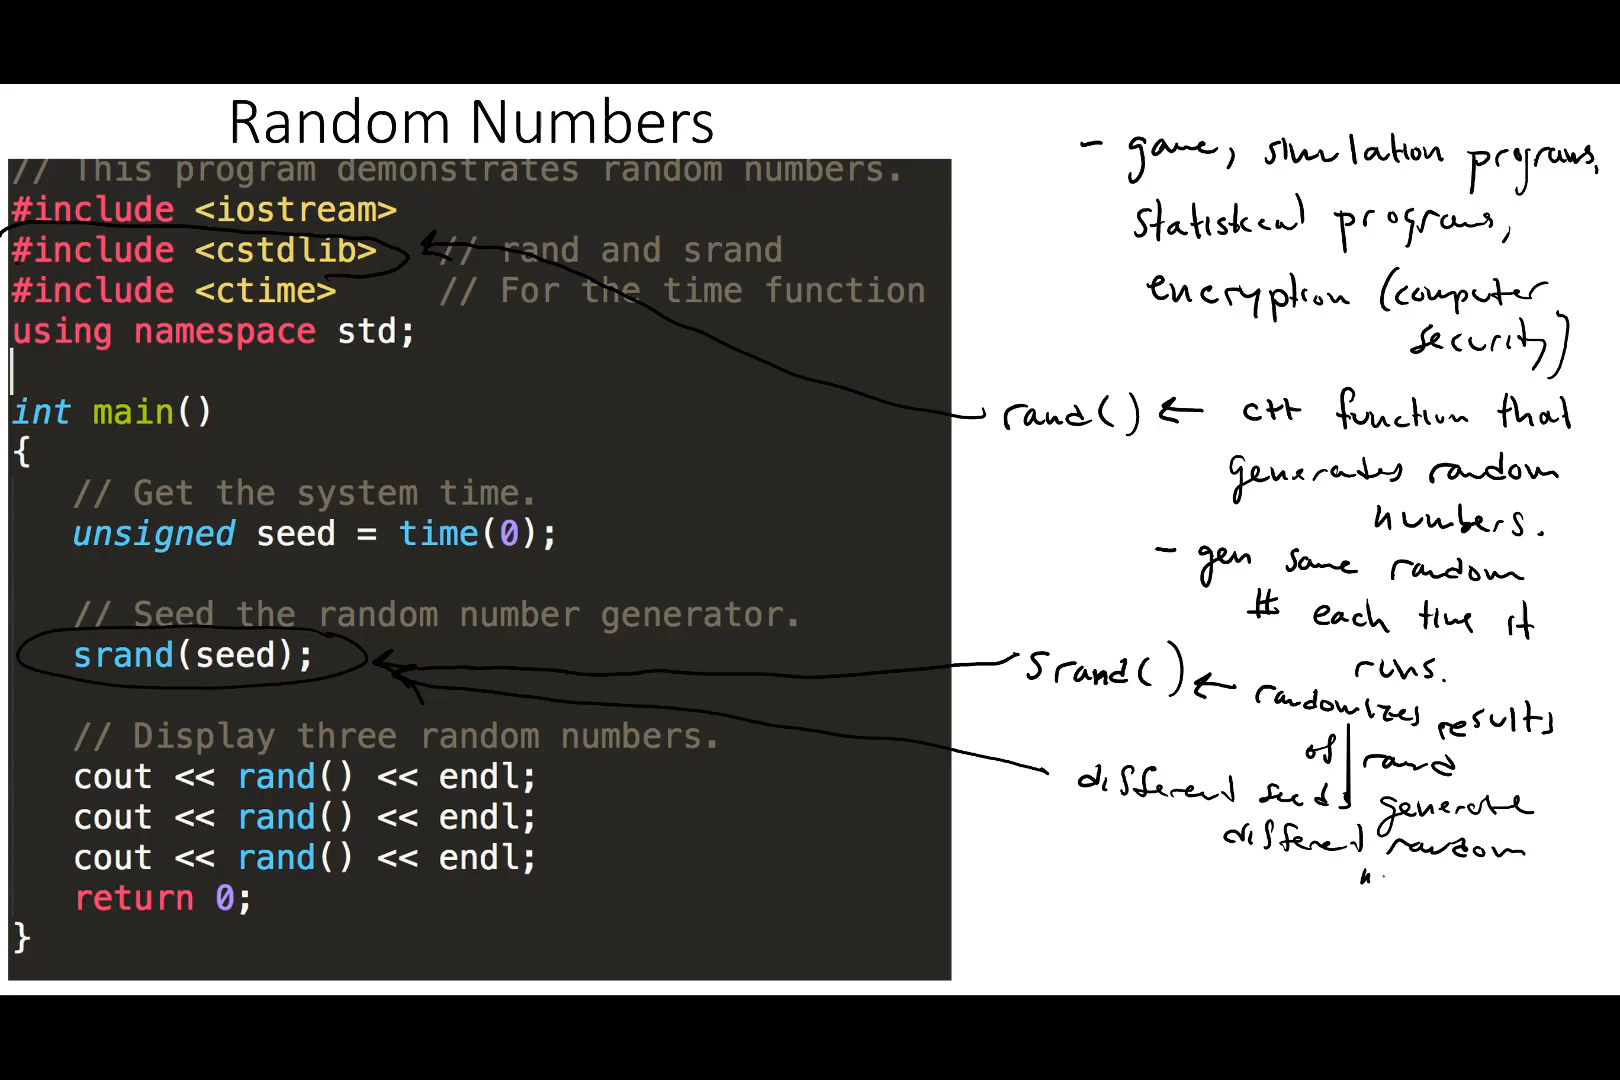 Random Numbers
// This program demonstrates random numbers.
#include <iostream>
#include <cstdlib>   // rand and srand
#include <ctime>     // For the time function
using namespace std;
int main()
{
   // Get the system time.
   unsigned seed = time(0);
   // Seed the random number generator.
   srand(seed);
   // Display three random numbers.
   cout << rand() << endl;
   cout << rand() << endl;
   cout << rand() << endl;
   return 0;
}
- game, simulation programs,
statistical programs,
encryption (computer
security)
rand() ← c++ function that
generates random
numbers.
- gen same random
# each time it
runs.
srand() ← randomizes results
of rand
different seeds generate
different random
n